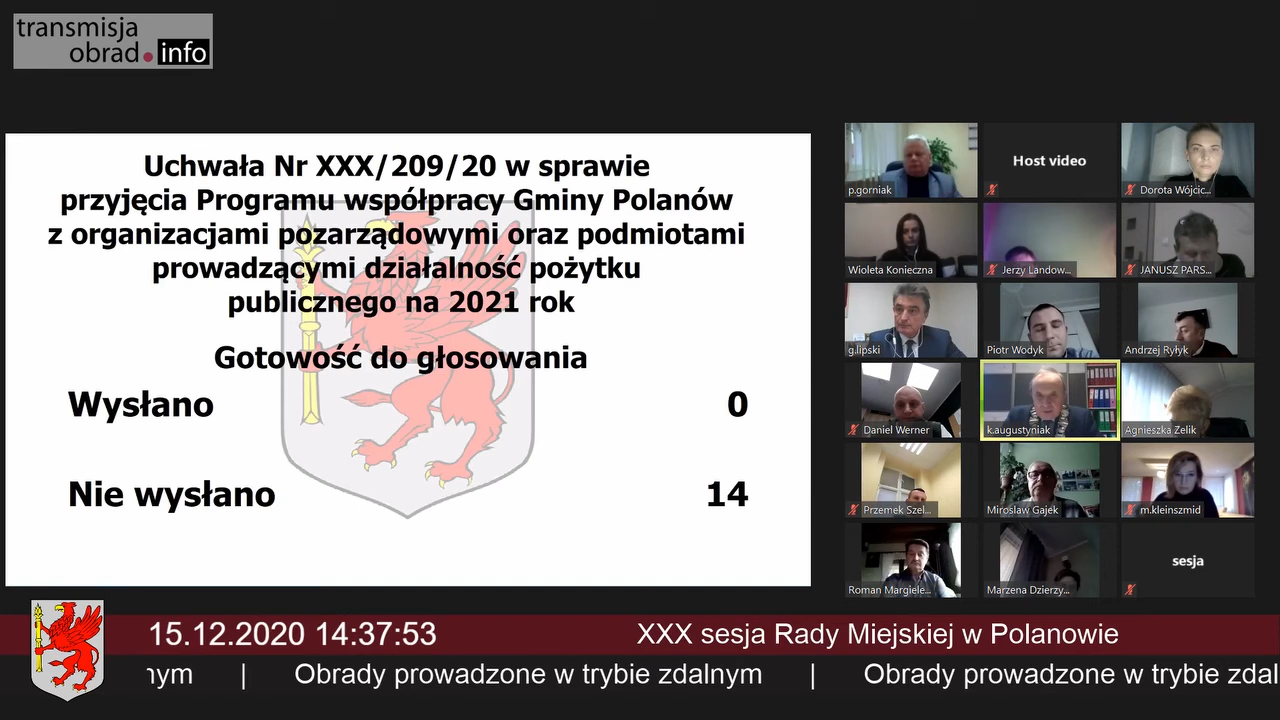 transmisja
obrad.info
Uchwała Nr XXX/209/20 w sprawie
przyjęcia Programu współpracy Gminy Polanów
z organizacjami pozarządowymi oraz podmiotami
prowadzącymi działalność pożytku
publicznego na 2021 rok
Gotowość do głosowania
Wysłano 0
Nie wysłano 14
p.gorniak
Host video
Dorota Wójcic...
Wioleta Konieczna
Jerzy Landow...
JANUSZ PARS...
g.lipski
Piotr Wodyk
Andrzej Ryłyk
Daniel Werner
k.augustyniak
Agnieszka Zelik
Przemek Szel...
Miroslaw Gajek
m.kleinszmid
Roman Margiele...
Marzena Dzierzy...
sesja
15.12.2020 14:37:53 XXX sesja Rady Miejskiej w Polanowie
nym | Obrady prowadzone w trybie zdalnym | Obrady prowadzone w trybie zdal